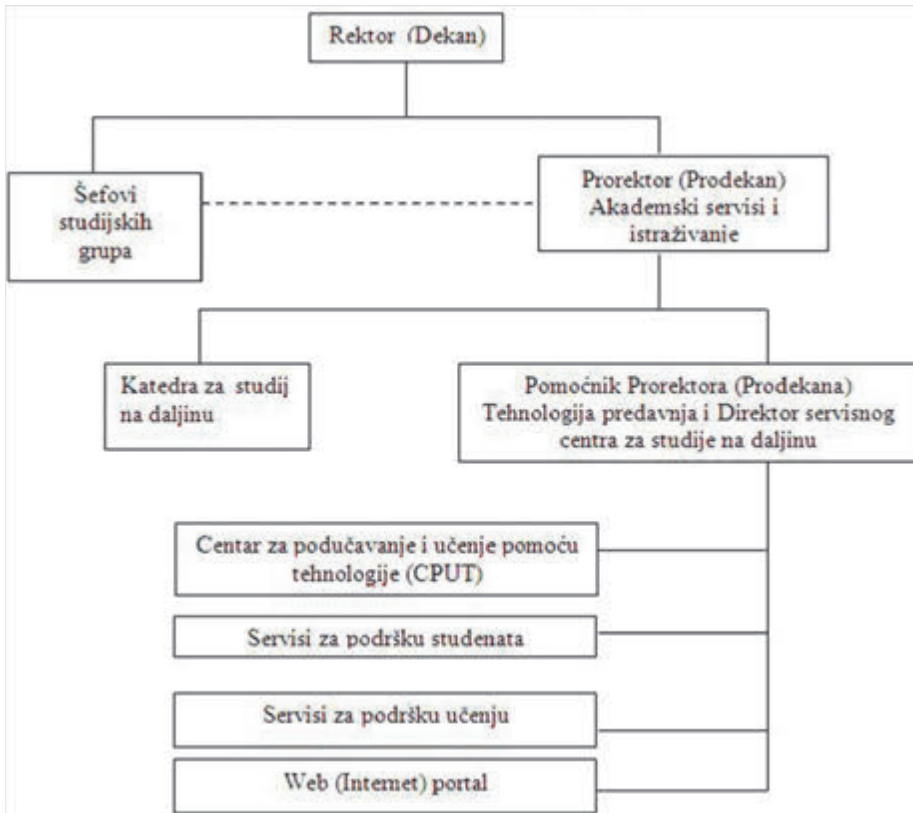 Rektor (Dekan)
Šefovi
studijskih
grupa
Prorektor (Prodekan)
Akademski servisi i
istraživanje
Katedra za studij
na daljinu
Pomoćnik Prorektora (Prodekana)
Tehnologija predavnja i Direktor servisnog
centra za studije na daljinu
Centar za podučavanje i učenje pomoću
tehnologije (CPUT)
Servisi za podršku studenata
Servisi za podršku učenju
Web (Internet) portal